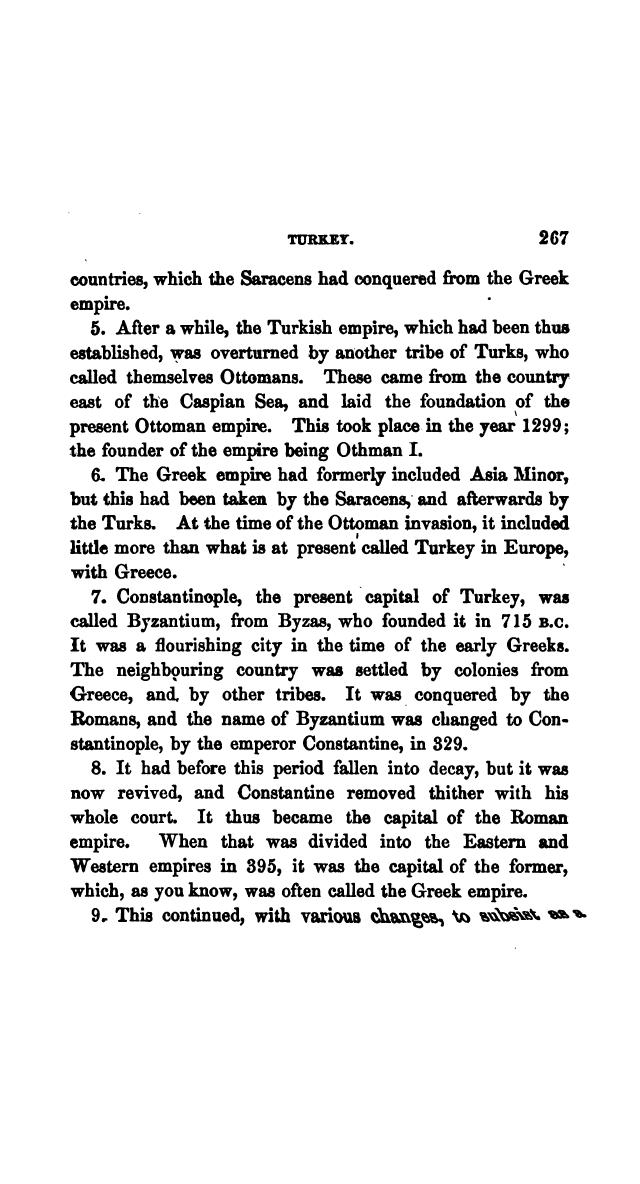 TURKEY. 267
countries, which the Saracens had conquered from the Greek
empire.
5. After a while, the Turkish empire, which had been thus
established, was overturned by another tribe of Turks, who
called themselves Ottomans. These came from the country
east of the Caspian Sea, and laid the foundation of the
present Ottoman empire. This took place in the year 1299;
the founder of the empire being Othman I.
6. The Greek empire had formerly included Asia Minor,
but this had been taken by the Saracens, and afterwards by
the Turks. At the time of the Ottoman invasion, it included
little more than what is at present called Turkey in Europe,
with Greece.
7. Constantinople, the present capital of Turkey, was
called Byzantium, from Byzas, who founded it in 715 B.C.
It was a flourishing city in the time of the early Greeks.
The neighbouring country was settled by colonies from
Greece, and by other tribes. It was conquered by the
Romans, and the name of Byzantium was changed to Con-
stantinople, by the emperor Constantine, in 329.
8. It had before this period fallen into decay, but it was
now revived, and Constantine removed thither with his
whole court. It thus became the capital of the Roman
empire. When that was divided into the Eastern and
Western empires in 395, it was the capital of the former,
which, as you know, was often called the Greek empire.
9. This continued, with various changes, to subsist as a